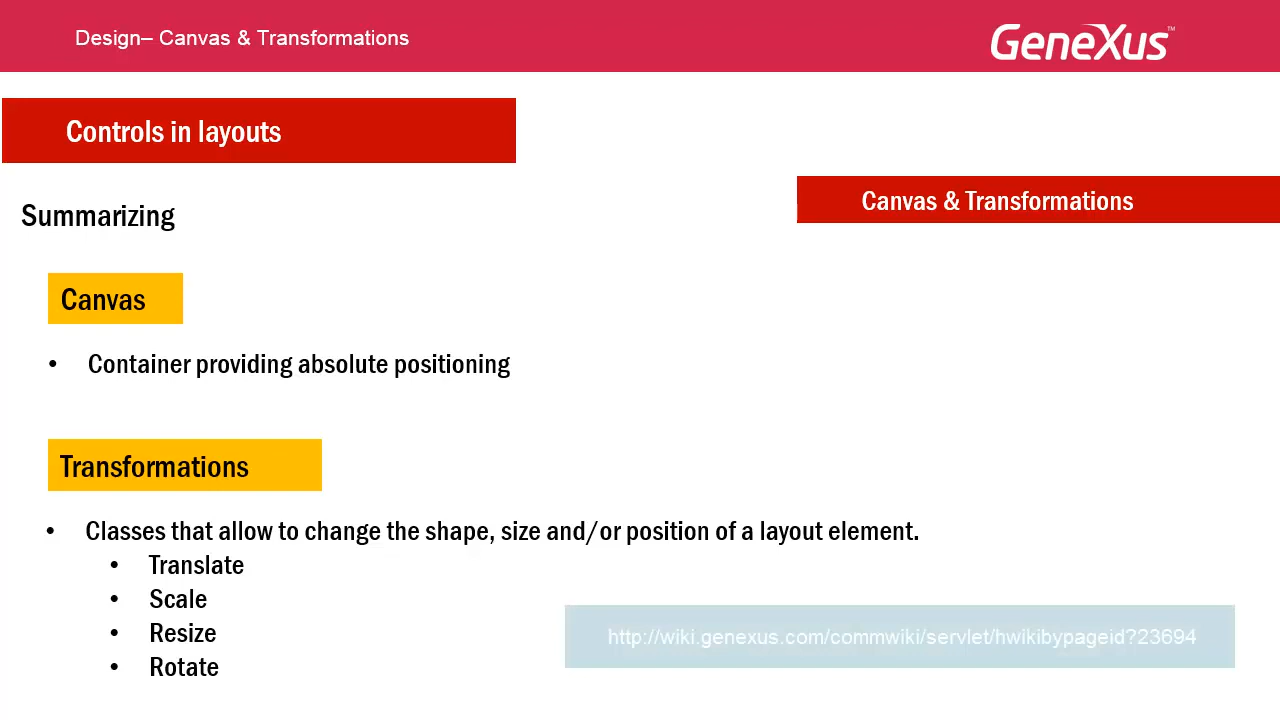 Design– Canvas & Transformations
GeneXus™
Controls in layouts
Canvas & Transformations
Summarizing
Canvas
• Container providing absolute positioning
Transformations
• Classes that allow to change the shape, size and/or position of a layout element.
• Translate
• Scale
• Resize
• Rotate
http://wiki.genexus.com/commwiki/servlet/hwikibypageid?23694